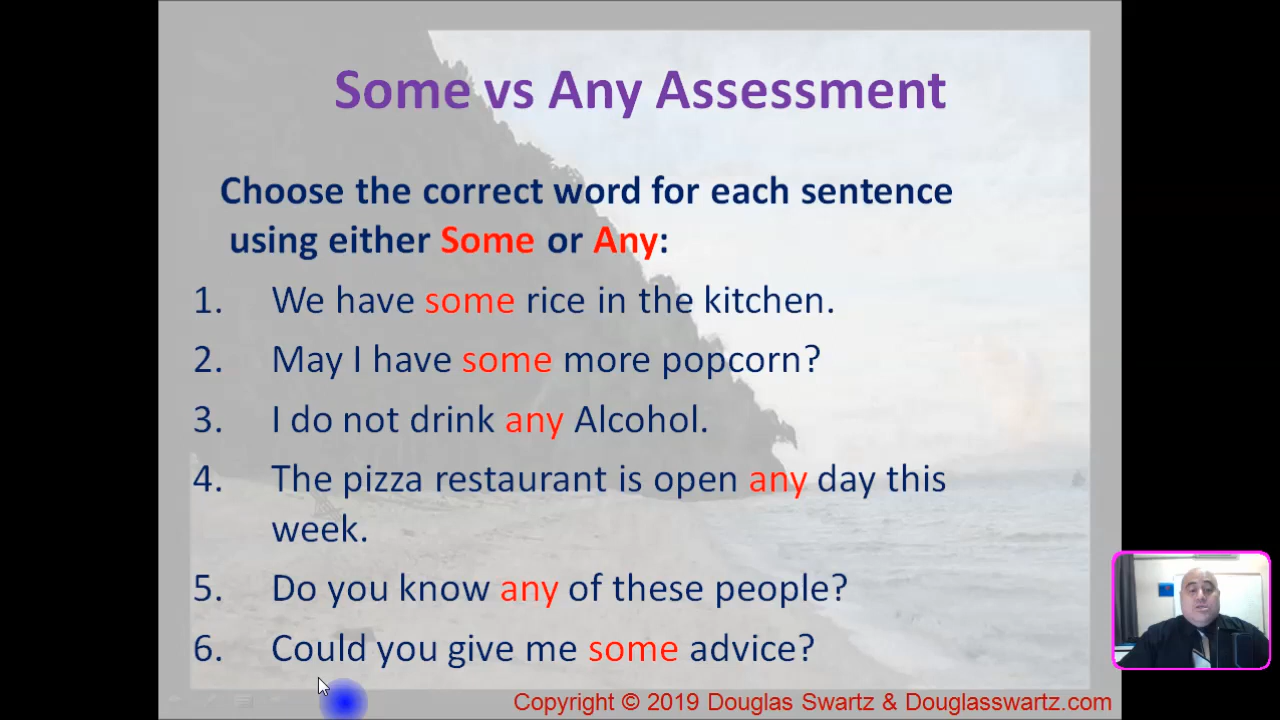 Some vs Any Assessment
Choose the correct word for each sentence
using either Some or Any:
1. We have some rice in the kitchen.
2. May I have some more popcorn?
3. I do not drink any Alcohol.
4. The pizza restaurant is open any day this
week.
5. Do you know any of these people?
6. Could you give me some advice?
Copyright © 2019 Douglas Swartz & Douglasswartz.com